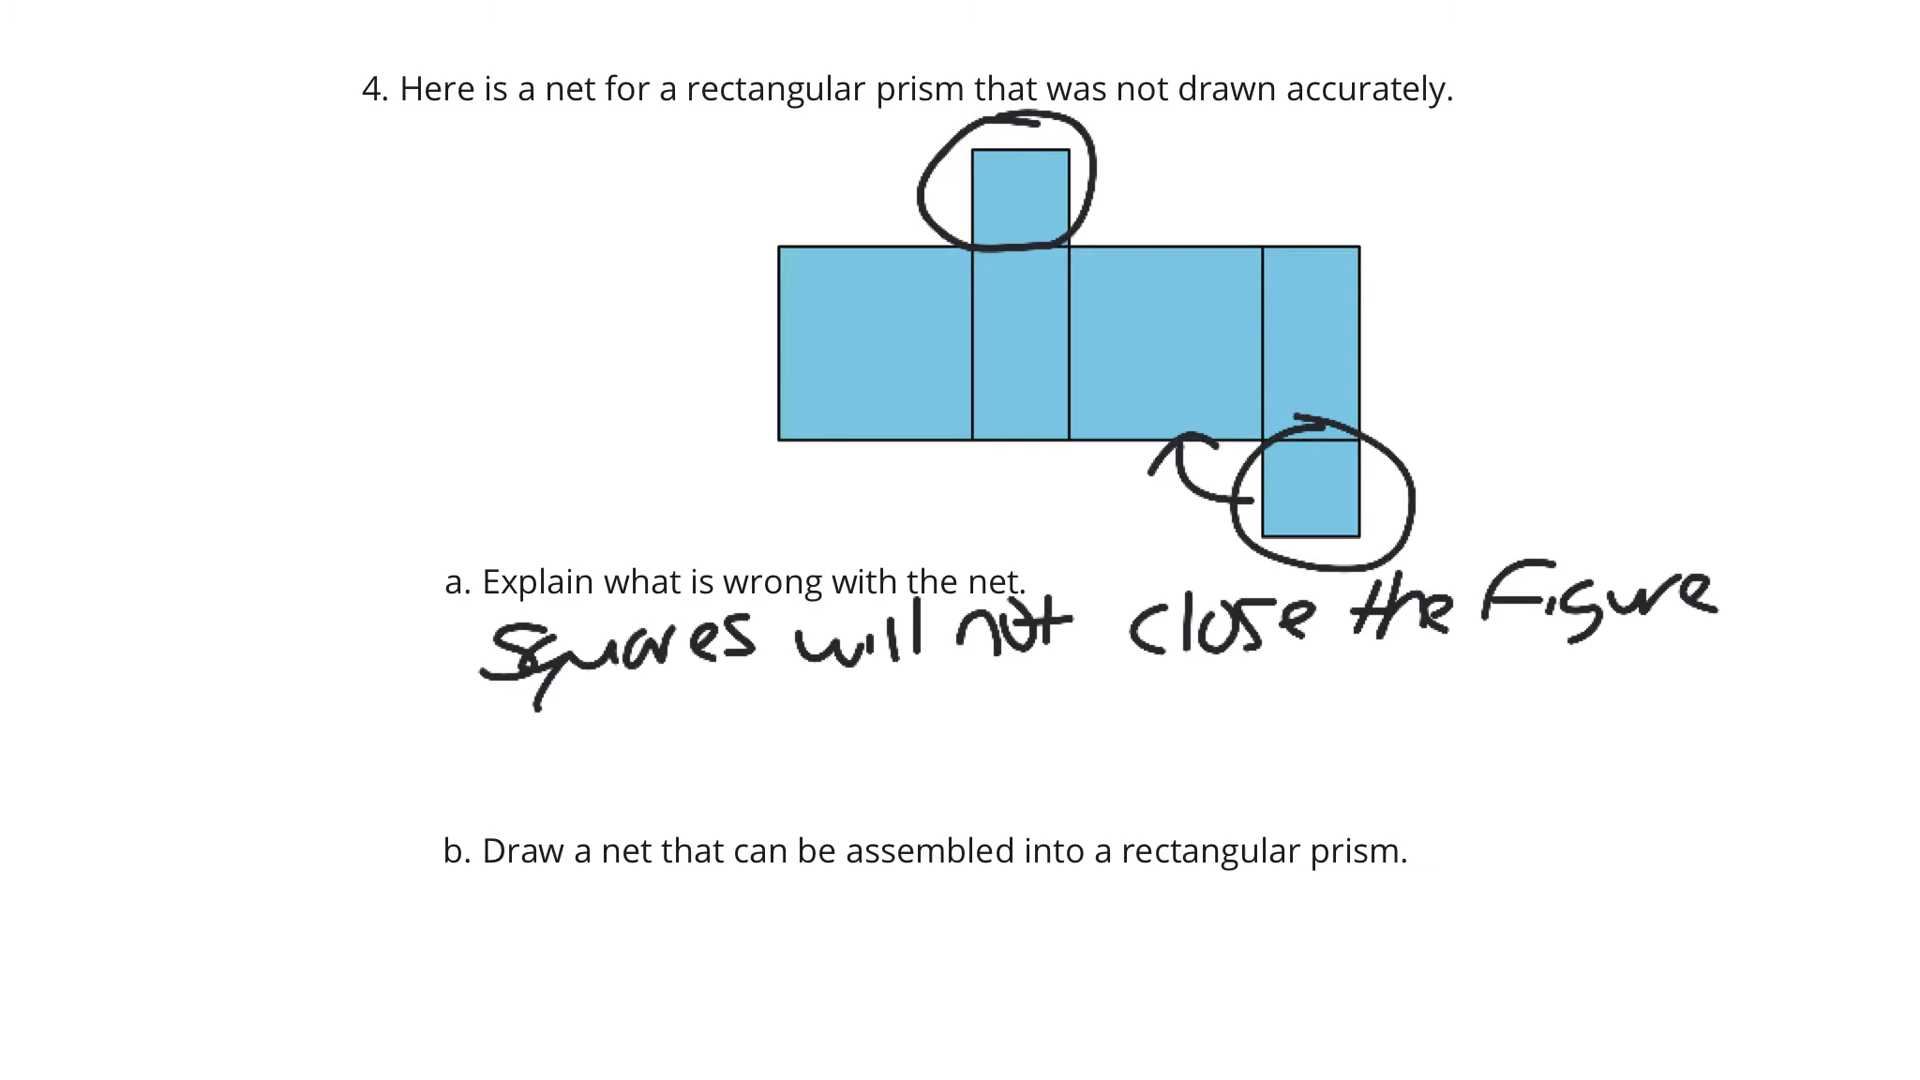 4. Here is a net for a rectangular prism that was not drawn accurately.
a. Explain what is wrong with the net.
Squares will not close the Figure
b. Draw a net that can be assembled into a rectangular prism.